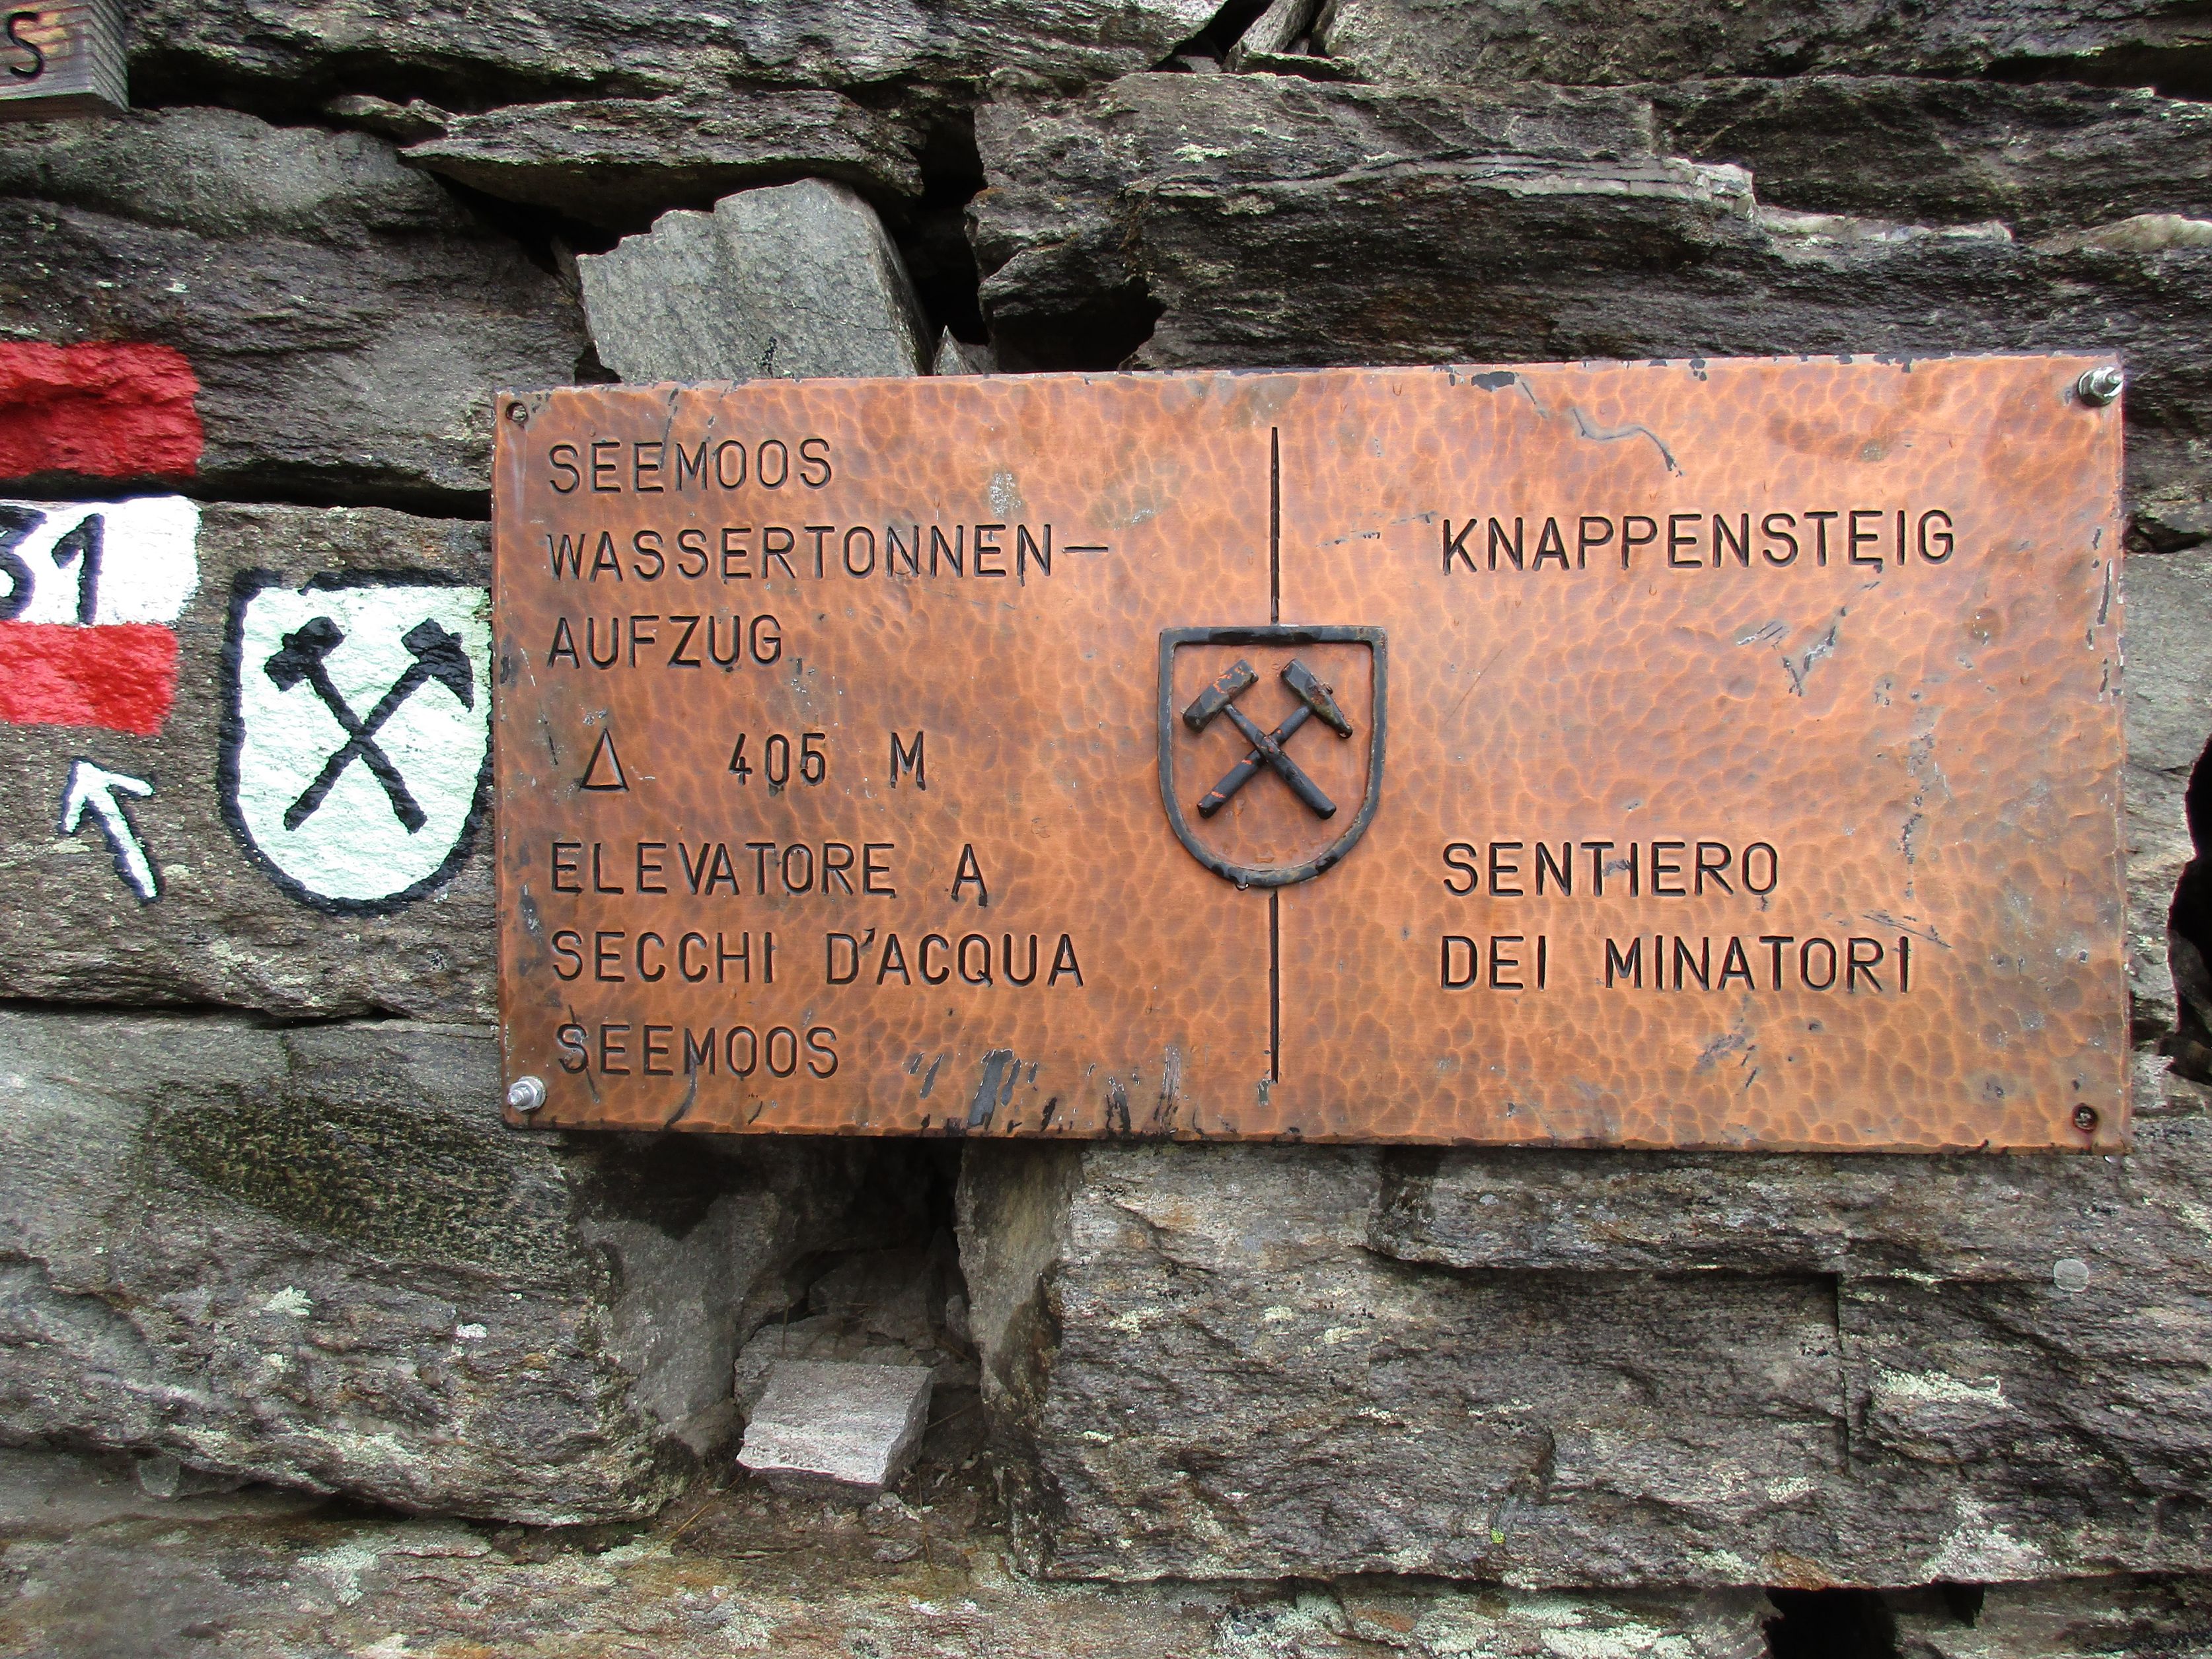 S
31
SEEMOOS
WASSERTONNEN-
AUFZUG
Δ 405 M
ELEVATORE A
SECCHI D'ACQUA
SEEMOOS
KNAPPENSTEIG
SENTIERO
DEI MINATORI